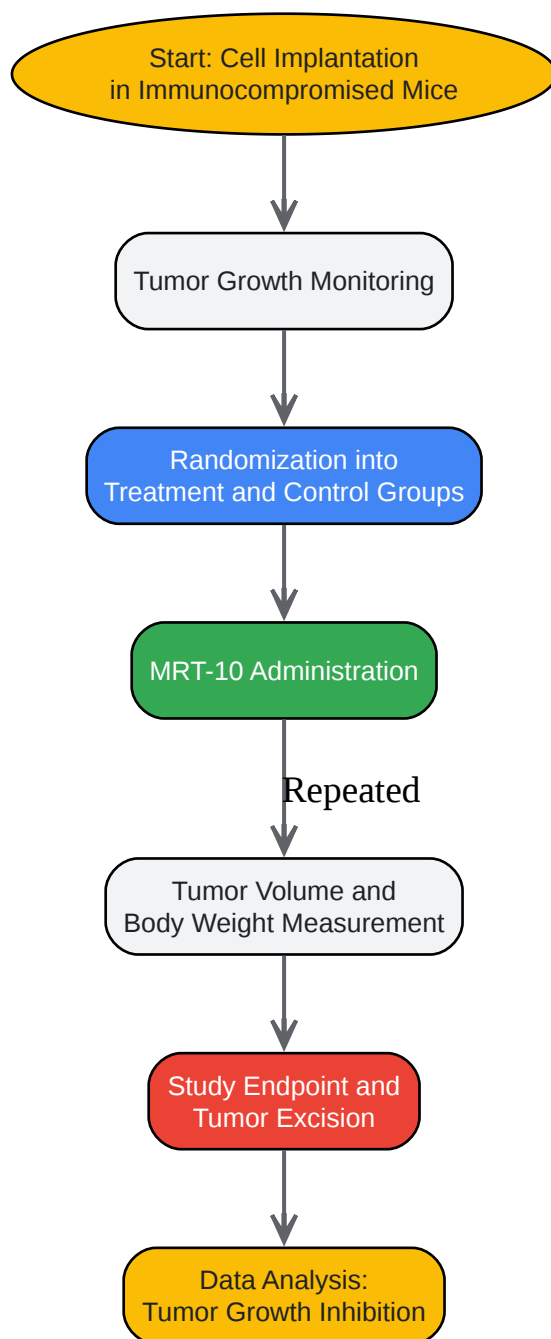 Start: Cell Implantation
in Immunocompromised Mice
Tumor Growth Monitoring
Randomization into
Treatment and Control Groups
MRT-10 Administration
Repeated
Tumor Volume and
Body Weight Measurement
Study Endpoint and
Tumor Excision
Data Analysis:
Tumor Growth Inhibition